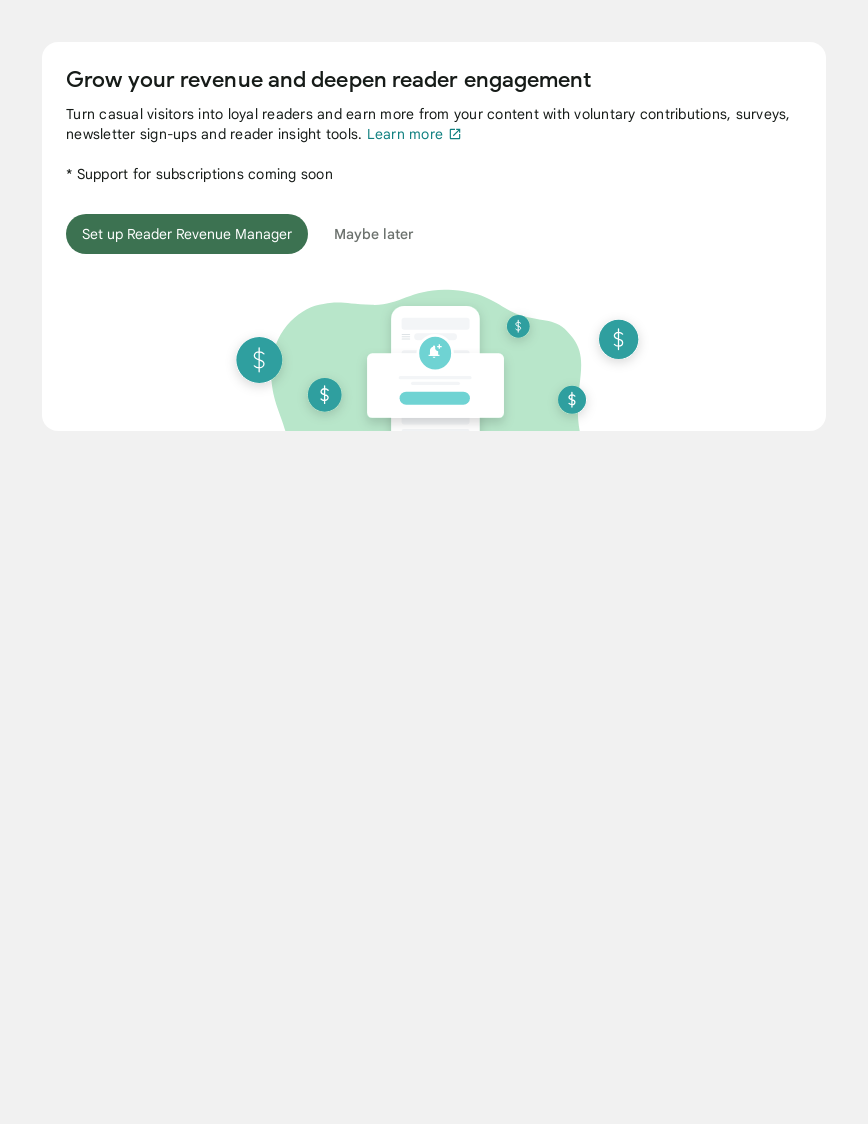 Grow your revenue and deepen reader engagement
Turn casual visitors into loyal readers and earn more from your content with voluntary contributions, surveys,
newsletter sign-ups and reader insight tools. Learn more
* Support for subscriptions coming soon
Set up Reader Revenue Manager Maybe later
$
$
$
$
$